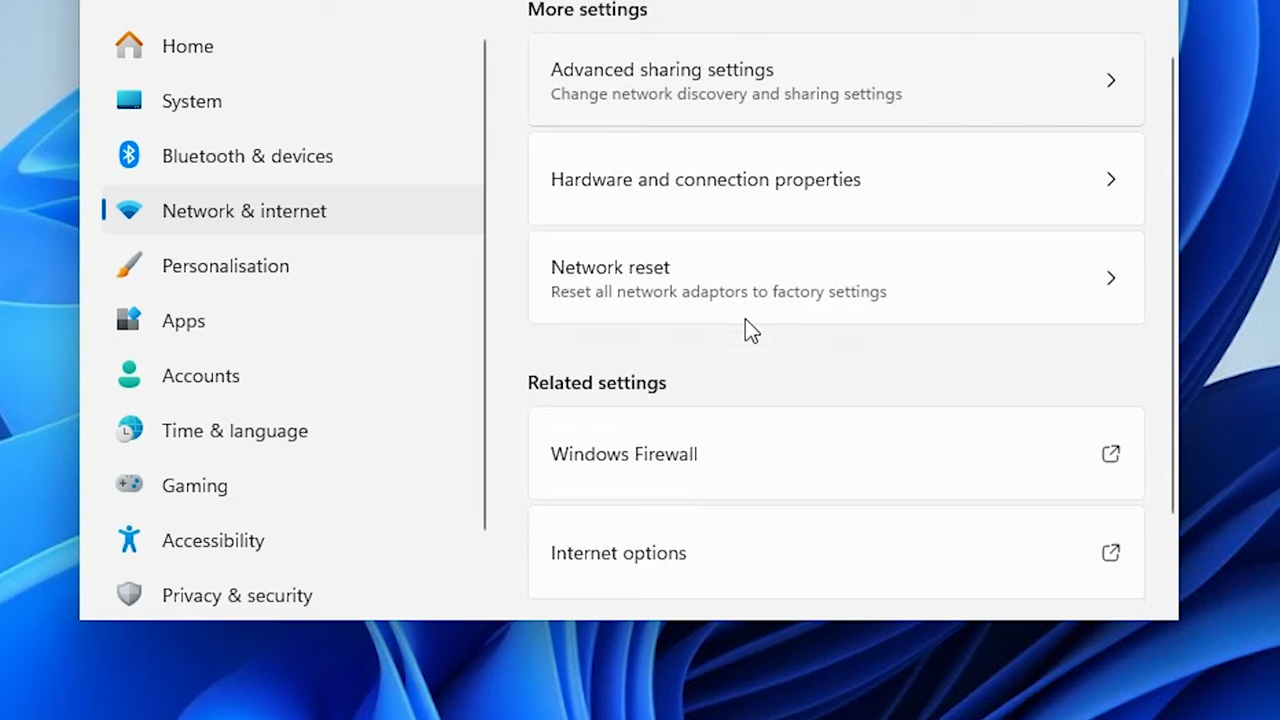 Home
System
Bluetooth & devices
Network & internet
Personalisation
Apps
Accounts
Time & language
Gaming
Accessibility
Privacy & security
More settings
Advanced sharing settings
Change network discovery and sharing settings
Hardware and connection properties
Network reset
Reset all network adaptors to factory settings
Related settings
Windows Firewall
Internet options